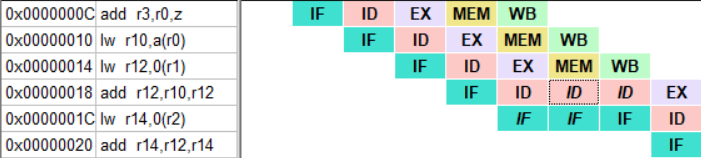 0x0000000C add r3,r0,z IF ID EX MEM WB
0x00000010 lw r10,a(r0) IF ID EX MEM WB
0x00000014 lw r12,0(r1) IF ID EX MEM WB
0x00000018 add r12,r10,r12 IF ID ID ID EX
0x0000001C lw r14,0(r2) IF IF IF ID
0x00000020 add r14,r12,r14 IF